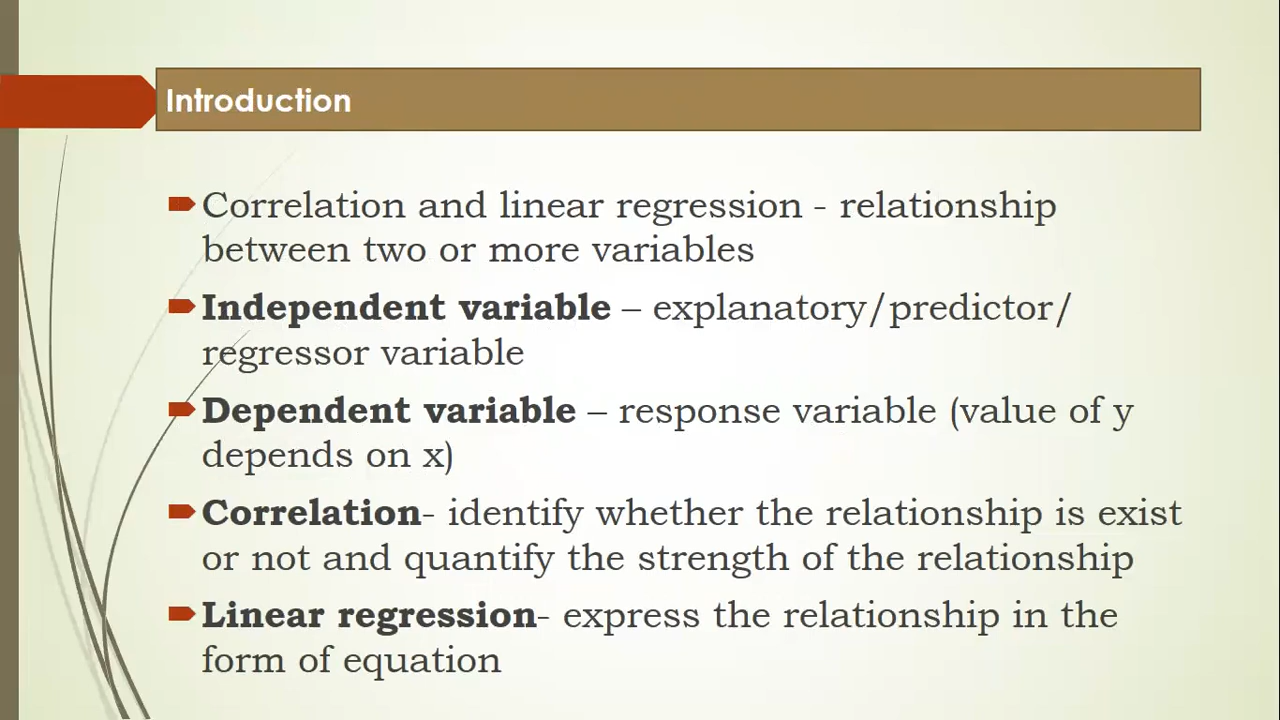 Introduction
Correlation and linear regression - relationship
between two or more variables
Independent variable – explanatory/predictor/
regressor variable
Dependent variable – response variable (value of y
depends on x)
Correlation- identify whether the relationship is exist
or not and quantify the strength of the relationship
Linear regression- express the relationship in the
form of equation